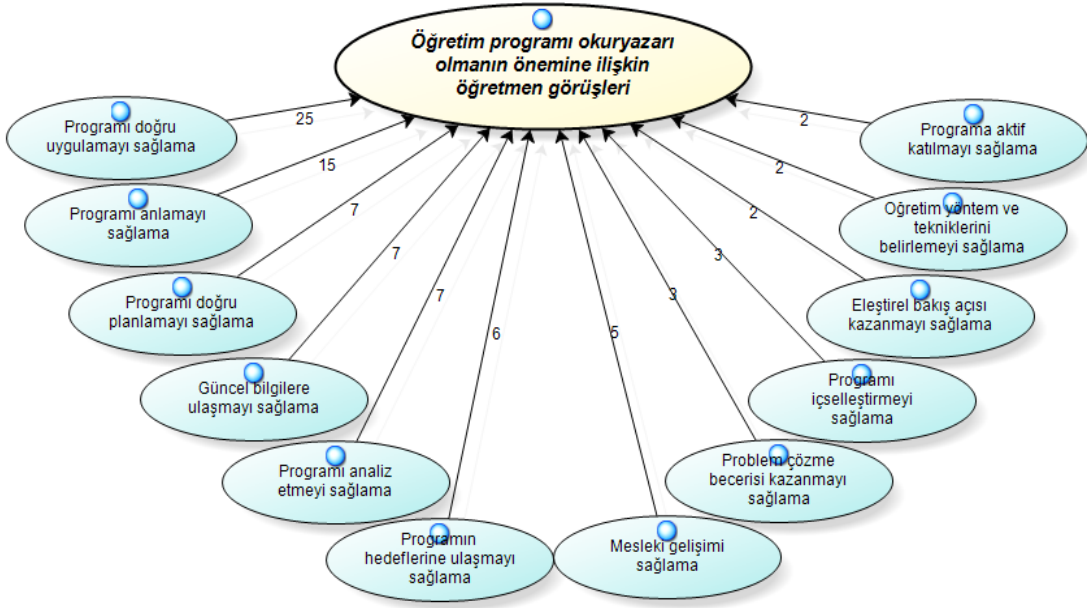 Öğretim programı okuryazarı
olmanın önemine ilişkin
öğretmen görüşleri
Programı doğru
uygulamayı sağlama
25
Programı anlamayı
sağlama
15
Programı doğru
planlamayı sağlama
7
Güncel bilgilere
ulaşmayı sağlama
7
Programı analiz
etmeyi sağlama
7
Programın
hedeflerine ulaşmayı
sağlama
6
Mesleki gelişimi
sağlama
5
Problem çözme
becerisi kazanmayı
sağlama
3
Programı
içselleştirmeyi
sağlama
3
Eleştirel bakış açısı
kazanmayı sağlama
2
Öğretim yöntem ve
tekniklerini
belirlemeyi sağlama
2
Programa aktif
katılmayı sağlama
2